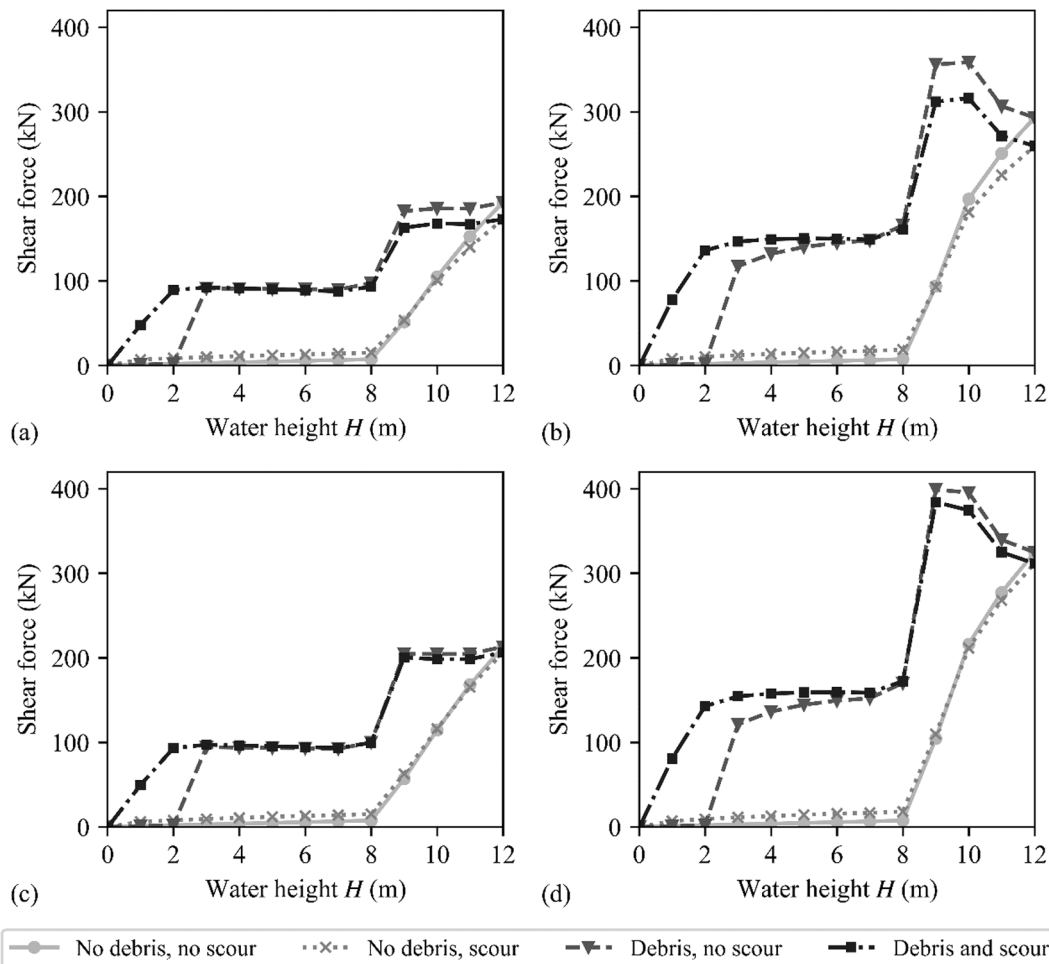 400
300
200
100
0
Shear force (kN)
0 2 4 6 8 10 12
Water height H (m)
(a)
400
300
200
100
0
Shear force (kN)
0 2 4 6 8 10 12
Water height H (m)
(b)
400
300
200
100
0
Shear force (kN)
0 2 4 6 8 10 12
Water height H (m)
(c)
400
300
200
100
0
Shear force (kN)
0 2 4 6 8 10 12
Water height H (m)
(d)
No debris, no scour No debris, scour Debris, no scour Debris and scour